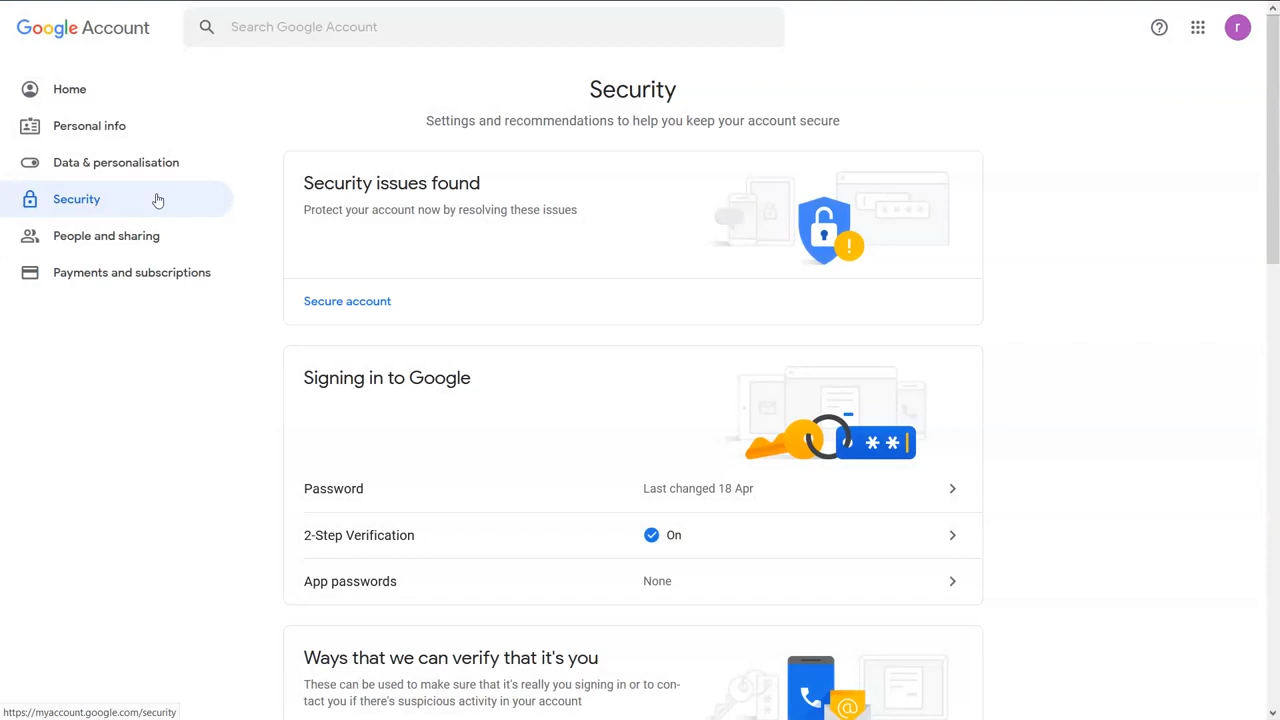 Google Account
Search Google Account
r
Home
Personal info
Data & personalisation
Security
People and sharing
Payments and subscriptions
Security
Settings and recommendations to help you keep your account secure
Security issues found
Protect your account now by resolving these issues
Secure account
Signing in to Google
Password Last changed 18 Apr
2-Step Verification On
App passwords None
Ways that we can verify that it's you
These can be used to make sure that it's really you signing in or to con-
tact you if there's suspicious activity in your account
https://myaccount.google.com/security